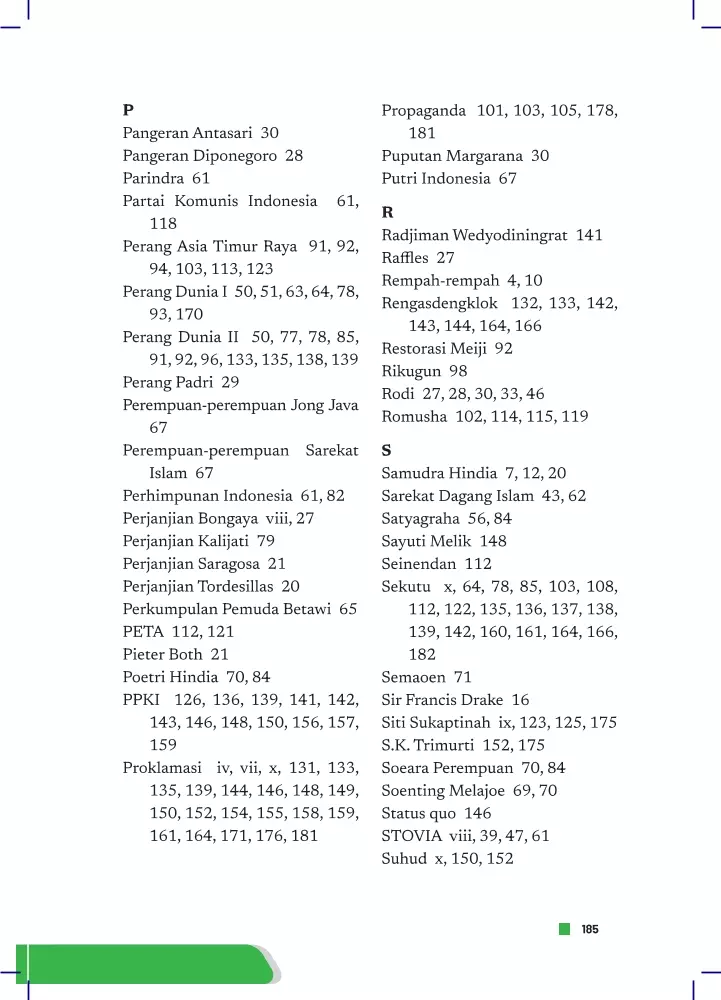 P
Pangeran Antasari 30
Pangeran Diponegoro 28
Parindra 61
Partai Komunis Indonesia 61,
118
Perang Asia Timur Raya 91, 92,
94, 103, 113, 123
Perang Dunia I 50, 51, 63, 64, 78,
93, 170
Perang Dunia II 50, 77, 78, 85,
91, 92, 96, 133, 135, 138, 139
Perang Padri 29
Perempuan-perempuan Jong Java
67
Perempuan-perempuan Sarekat
Islam 67
Perhimpunan Indonesia 61, 82
Perjanjian Bongaya viii, 27
Perjanjian Kalijati 79
Perjanjian Saragosa 21
Perjanjian Tordesillas 20
Perkumpulan Pemuda Betawi 65
PETA 112, 121
Pieter Both 21
Poetri Hindia 70, 84
PPKI 126, 136, 139, 141, 142,
143, 146, 148, 150, 156, 157,
159
Proklamasi iv, vii, x, 131, 133,
135, 139, 144, 146, 148, 149,
150, 152, 154, 155, 158, 159,
161, 164, 171, 176, 181
Propaganda 101, 103, 105, 178,
181
Puputan Margarana 30
Putri Indonesia 67
R
Radjiman Wedyodiningrat 141
Raffles 27
Rempah-rempah 4, 10
Rengasdengklok 132, 133, 142,
143, 144, 164, 166
Restorasi Meiji 92
Rikugun 98
Rodi 27, 28, 30, 33, 46
Romusha 102, 114, 115, 119
S
Samudra Hindia 7, 12, 20
Sarekat Dagang Islam 43, 62
Satyagraha 56, 84
Sayuti Melik 148
Seinendan 112
Sekutu x, 64, 78, 85, 103, 108,
112, 122, 135, 136, 137, 138,
139, 142, 160, 161, 164, 166,
182
Semaoen 71
Sir Francis Drake 16
Siti Sukaptinah ix, 123, 125, 175
S.K. Trimurti 152, 175
Soeara Perempuan 70, 84
Soenting Melajoe 69, 70
Status quo 146
STOVIA viii, 39, 47, 61
Suhud x, 150, 152
185